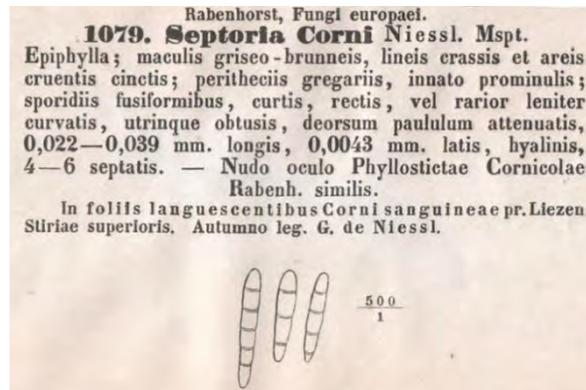 Rabenhorst, Fungi europaei.
1079. Septoria Corni Niessl. Mspt.
Epiphylla; maculis griseo-brunneis, lineis crassis et areis
cruentis cinctis; peritheciis gregariis, innato prominulis;
sporidiis fusiformibus, curtis, rectis, vel rarior leniter
curvatis, utrinque obtusis, deorsum paululum attenuatis,
0,022—0,039 mm. longis, 0,0043 mm. latis, hyalinis,
4—6 septatis. — Nudo oculo Phyllostictae Cornicolae
Rabenh. similis.
In foliis languescentibus Corni sanguineae pr. Liezen
Stiriae superioris. Autumno leg. G. de Niessl.
500
1